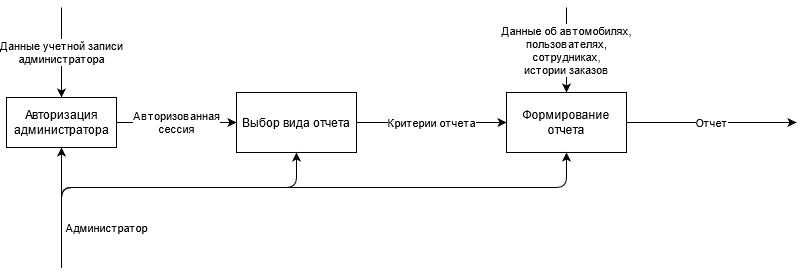 Данные учетной записи
администратора
Данные об автомобилях,
пользователях,
сотрудниках,
истории заказов
Авторизация
администратора
Авторизованная
сессия
Выбор вида отчета
Критерии отчета
Формирование
отчета
Отчет
Администратор